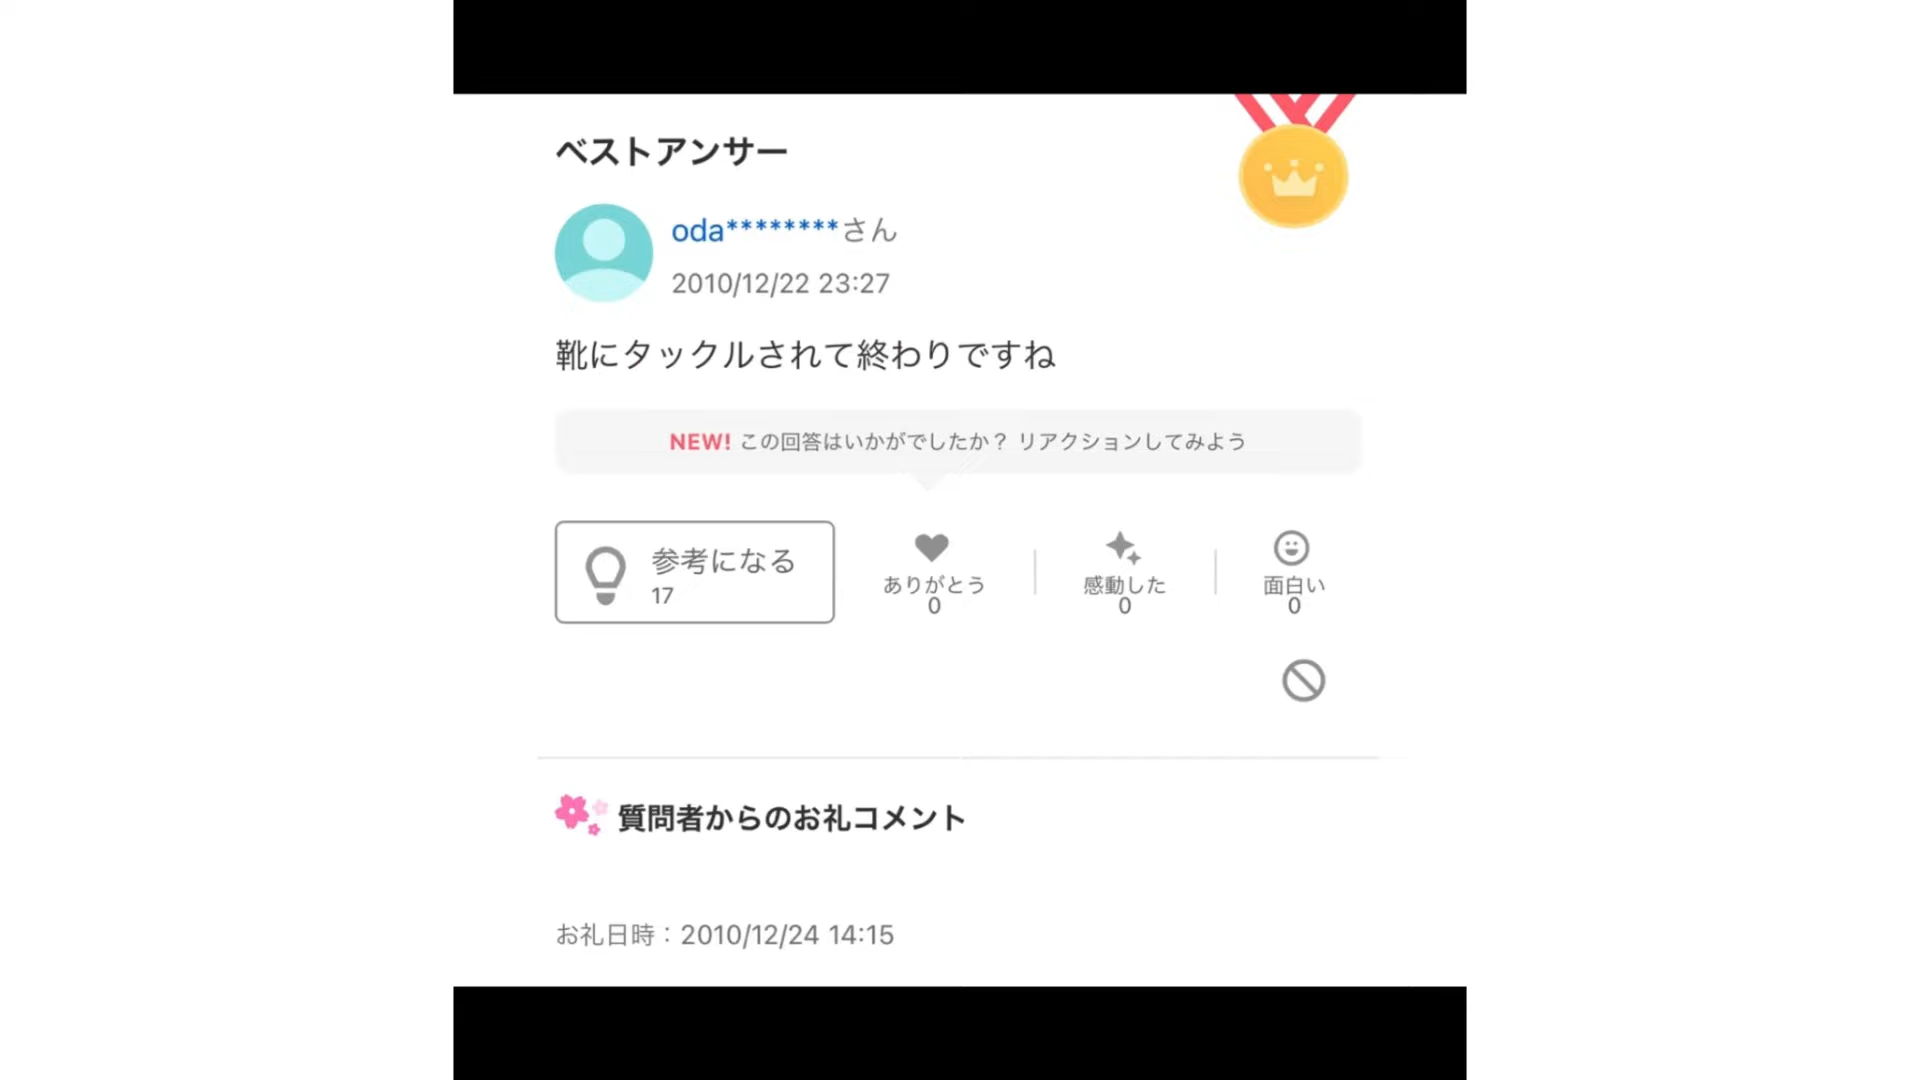 ベストアンサー
oda********さん
2010/12/22 23:27
靴にタックルされて終わりですね
NEW! この回答はいかがでしたか？ リアクションしてみよう
参考になる
17
ありがとう
0
感動した
0
面白い
0
質問者からのお礼コメント
お礼日時：2010/12/24 14:15